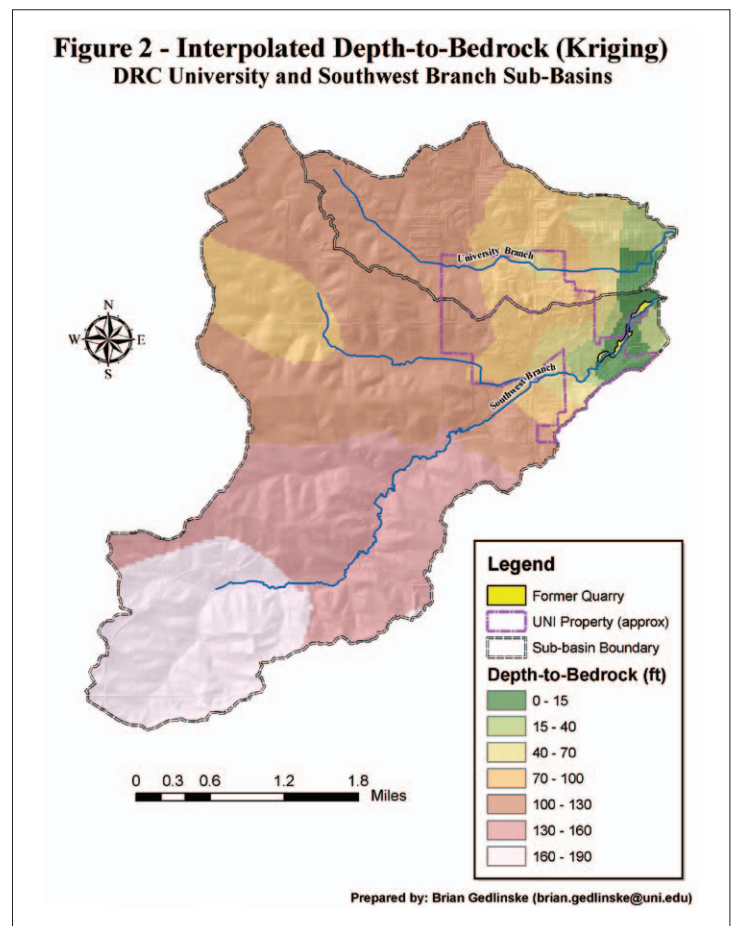 Figure 2 - Interpolated Depth-to-Bedrock (Kriging)
DRC University and Southwest Branch Sub-Basins
University Branch
N
W E
S
Southwest Branch
Legend
Former Quarry
UNI Property (approx)
Sub-basin Boundary
Depth-to-Bedrock (ft)
0 - 15
15 - 40
40 - 70
70 - 100
100 - 130
130 - 160
160 - 190
0 0.3 0.6 1.2 1.8
Miles
Prepared by: Brian Gedlinske (brian.gedlinske@uni.edu)